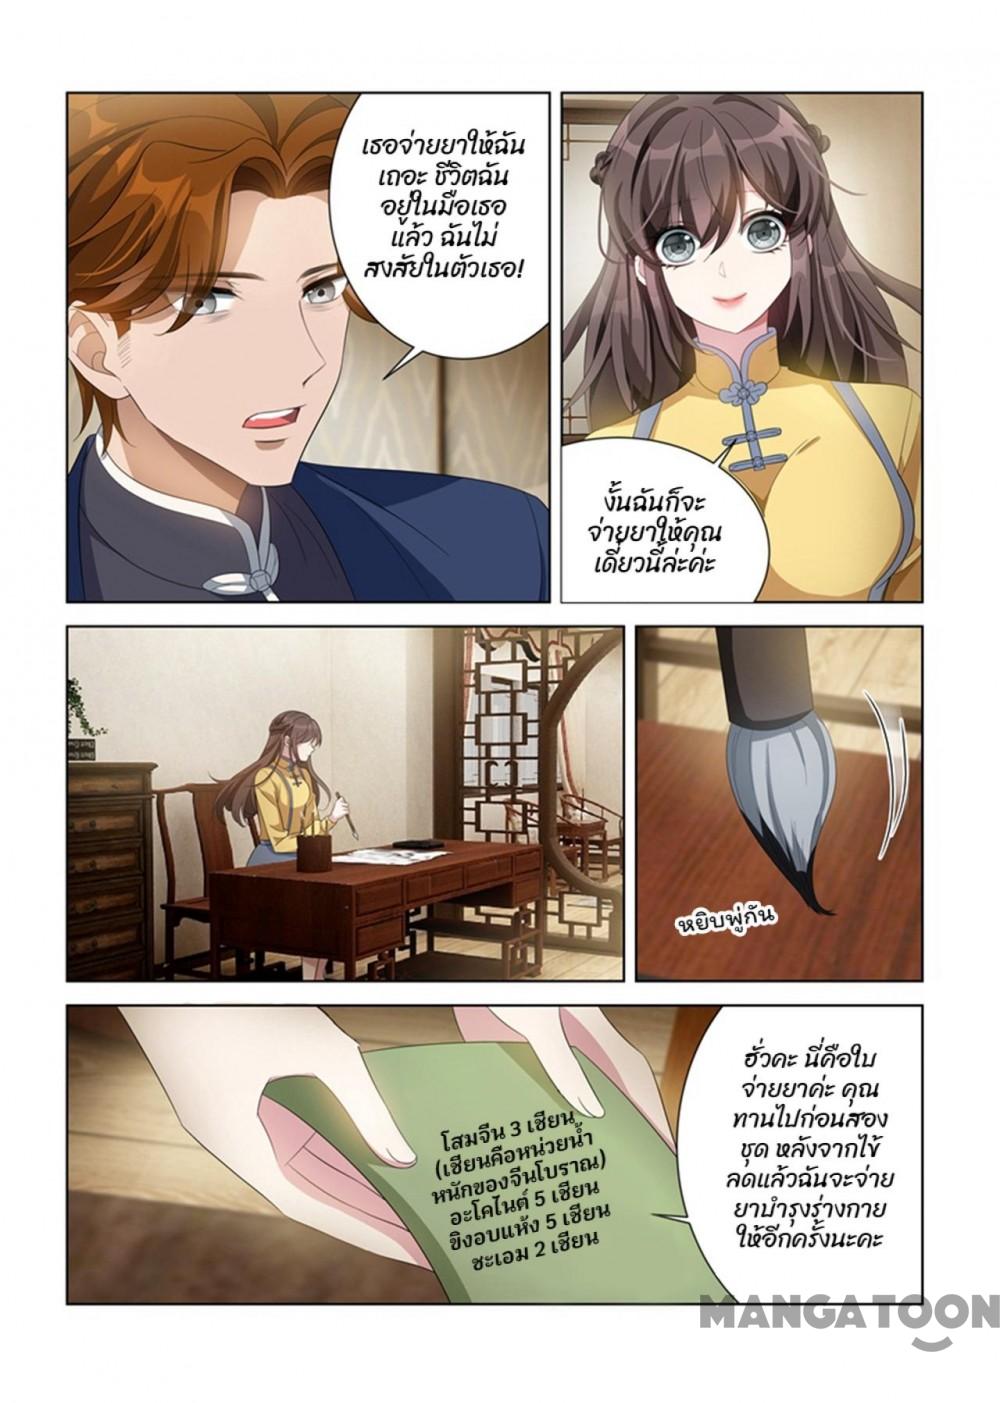 เธอจ่ายยาให้ฉัน
เถอะ ชีวิตฉัน
อยู่ในมือเธอ
แล้ว ฉันไม่
สงสัยในตัวเธอ!
งั้นฉันก็จะ
จ่ายยาให้คุณ
เดี๋ยวนี้ล่ะค่ะ
หยิบพู่กัน
โสมจีน 3 เชียน
(เชียนคือหน่วยน้ำ
หนักของจีนโบราณ)
อะโคไนต์ 5 เชียน
ขิงอบแห้ง 5 เชียน
ชะเอม 2 เชียน
ฮั่วคะ นี่คือใบ
จ่ายยาค่ะ คุณ
ทานไปก่อนสอง
ชุด หลังจากไข้
ลดแล้วฉันจะจ่าย
ยาบำรุงร่างกาย
ให้อีกครั้งนะคะ
MANGATOON